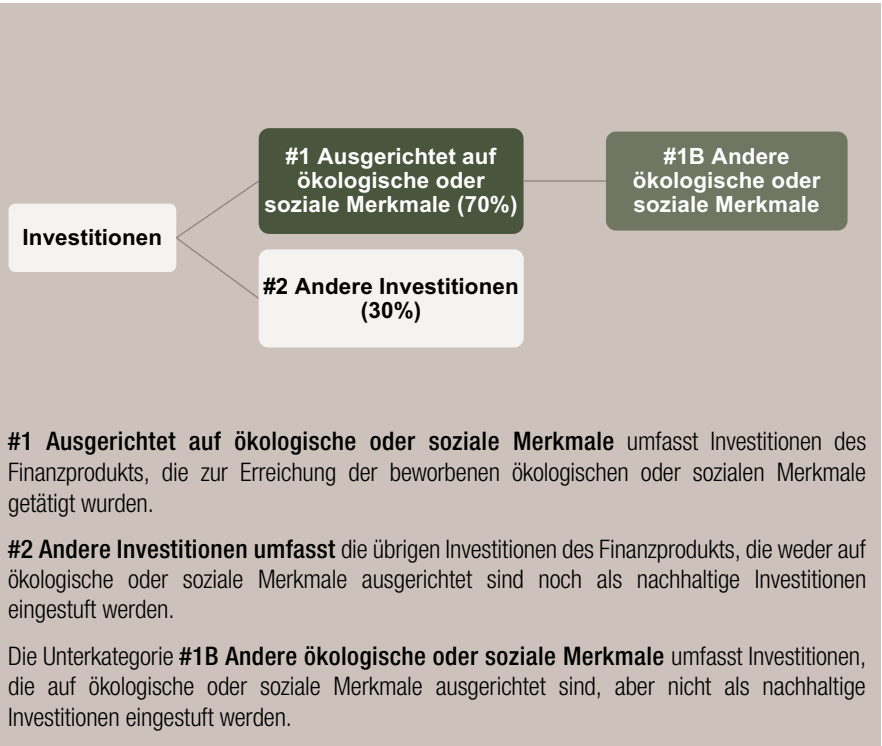 #1 Ausgerichtet auf
ökologische oder
soziale Merkmale (70%)
#1B Andere
ökologische oder
soziale Merkmale
Investitionen
#2 Andere Investitionen
(30%)
#1 Ausgerichtet auf ökologische oder soziale Merkmale umfasst Investitionen des
Finanzprodukts, die zur Erreichung der beworbenen ökologischen oder sozialen Merkmale
getätigt wurden.
#2 Andere Investitionen umfasst die übrigen Investitionen des Finanzprodukts, die weder auf
ökologische oder soziale Merkmale ausgerichtet sind noch als nachhaltige Investitionen
eingestuft werden.
Die Unterkategorie #1B Andere ökologische oder soziale Merkmale umfasst Investitionen,
die auf ökologische oder soziale Merkmale ausgerichtet sind, aber nicht als nachhaltige
Investitionen eingestuft werden.